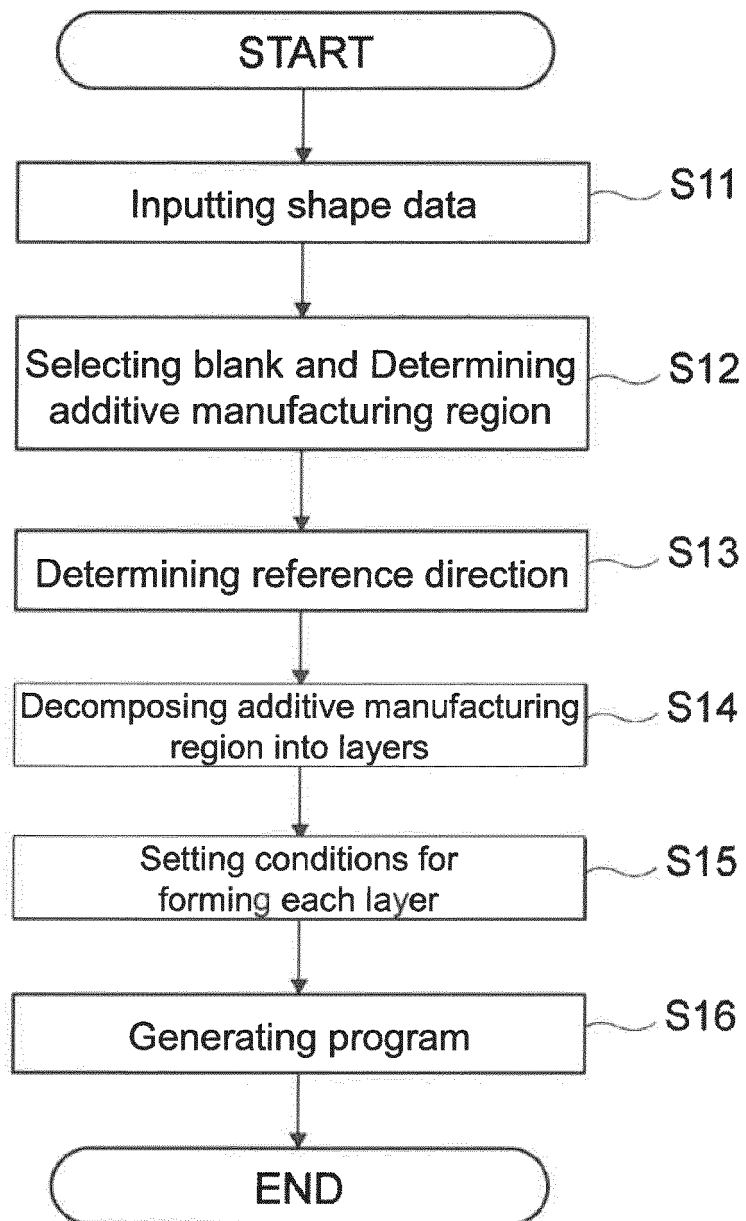 START
Inputting shape data
S11
Selecting blank and Determining
additive manufacturing region
S12
Determining reference direction
S13
Decomposing additive manufacturing
region into layers
S14
Setting conditions for
forming each layer
S15
Generating program
S16
END